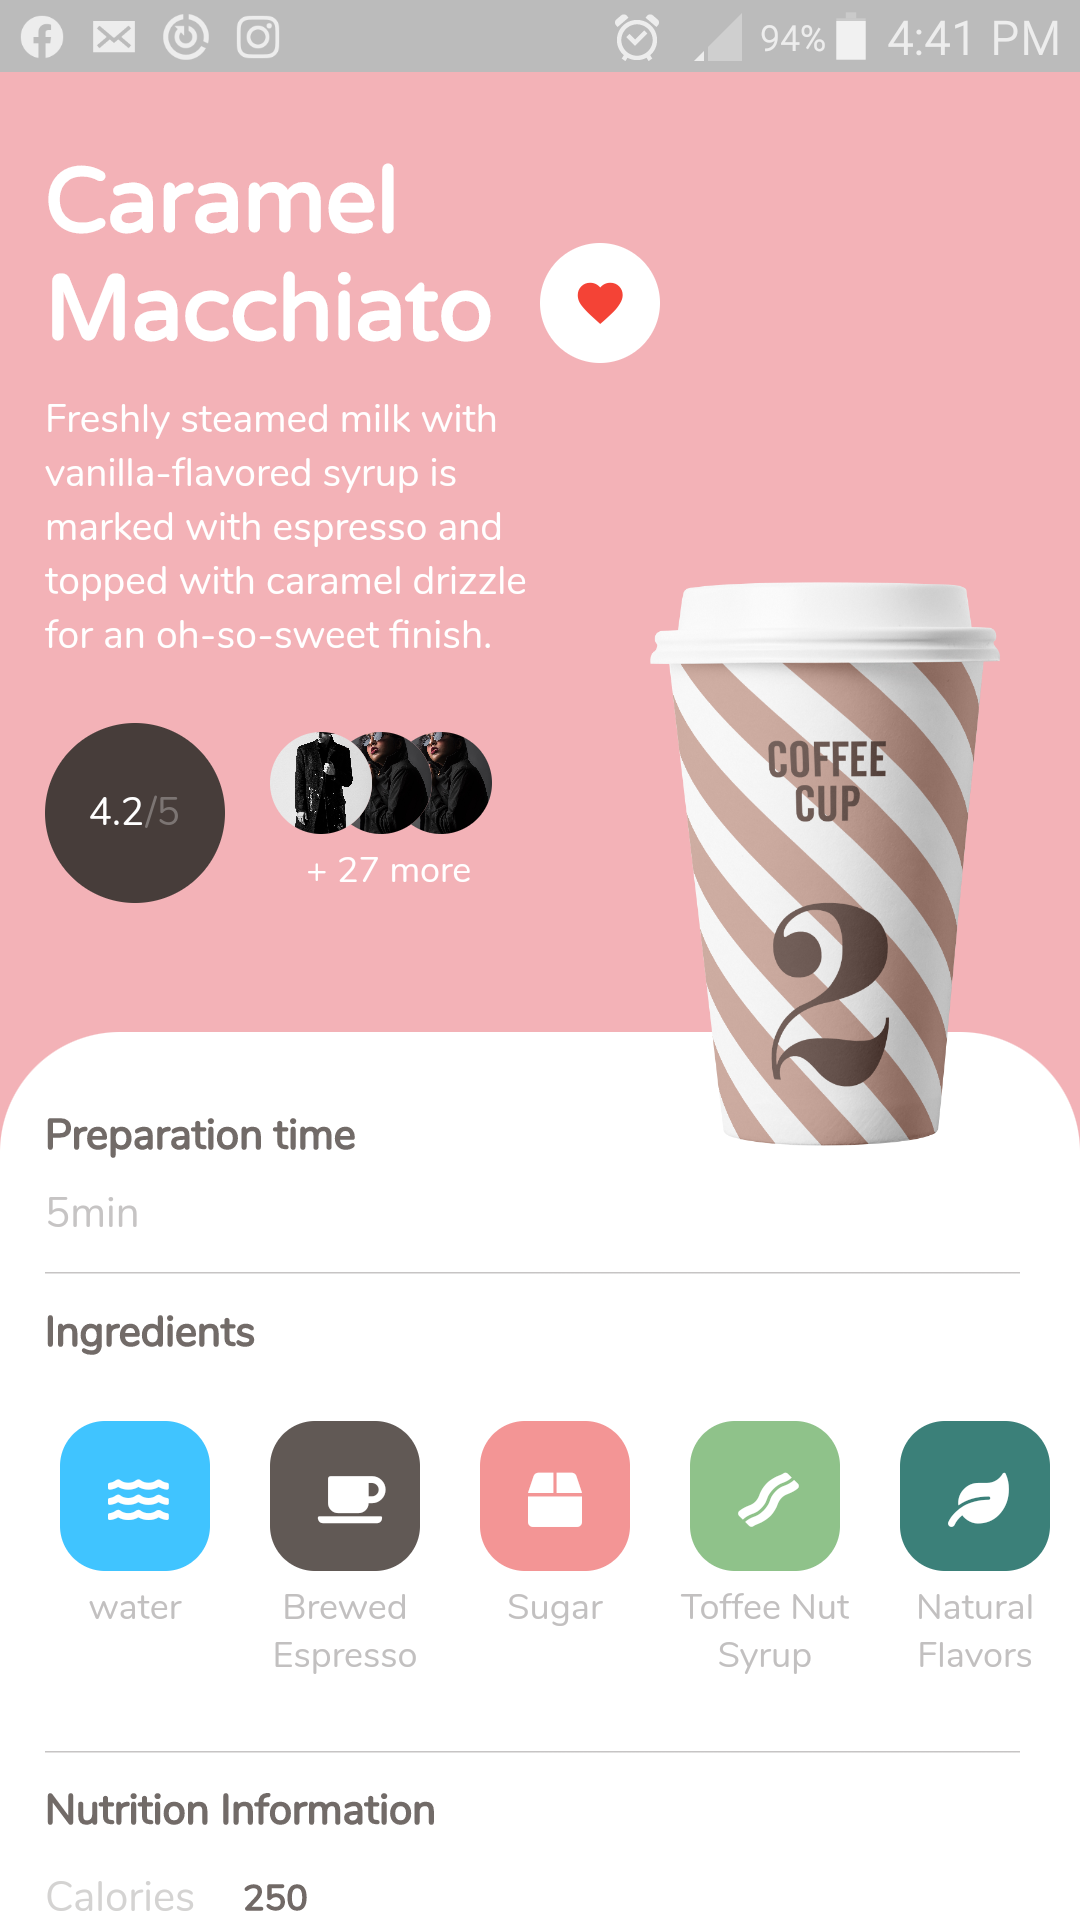 94% 4:41 PM
Caramel
Macchiato
Freshly steamed milk with
vanilla-flavored syrup is
marked with espresso and
topped with caramel drizzle
for an oh-so-sweet finish.
4.2/5
+ 27 more
COFFEE
CUP
2
Preparation time
5min
Ingredients
water
Brewed
Espresso
Sugar
Toffee Nut
Syrup
Natural
Flavors
Nutrition Information
Calories 250